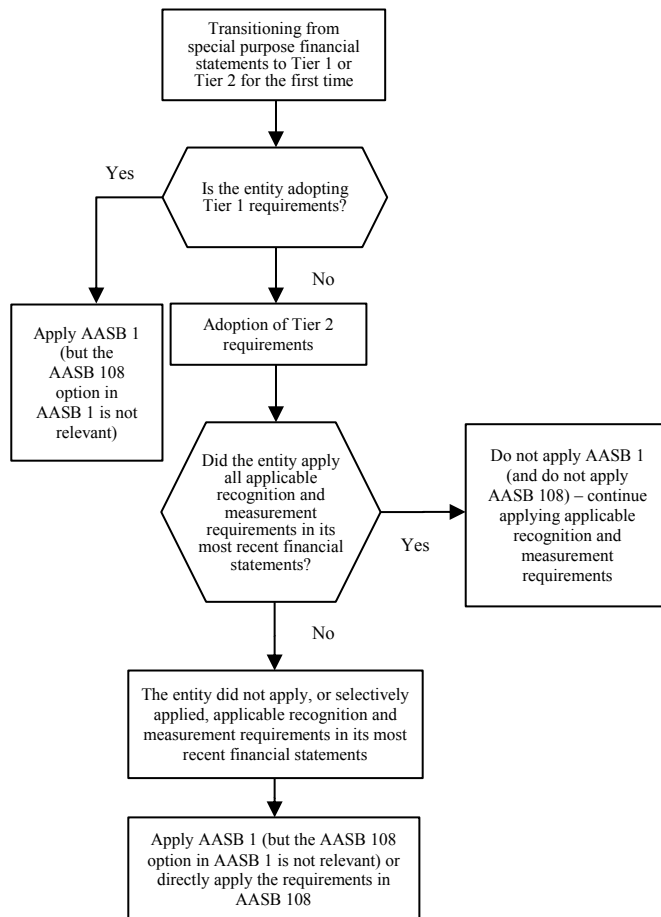 Transitioning from
special purpose financial
statements to Tier 1 or
Tier 2 for the first time
Yes
Is the entity adopting
Tier 1 requirements?
No
Apply AASB 1
(but the
AASB 108
option in
AASB 1 is not
relevant)
Adoption of Tier 2
requirements
Did the entity apply
all applicable
recognition and
measurement
requirements in its
most recent financial
statements?
Yes
Do not apply AASB 1
(and do not apply
AASB 108) – continue
applying applicable
recognition and
measurement
requirements
No
The entity did not apply, or selectively
applied, applicable recognition and
measurement requirements in its most
recent financial statements
Apply AASB 1 (but the AASB 108
option in AASB 1 is not relevant) or
directly apply the requirements in
AASB 108